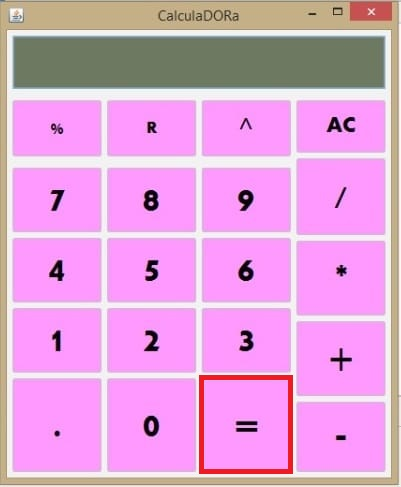 CalculaDORa
% R ^ AC
7 8 9 /
4 5 6 *
1 2 3 +
. 0 = -